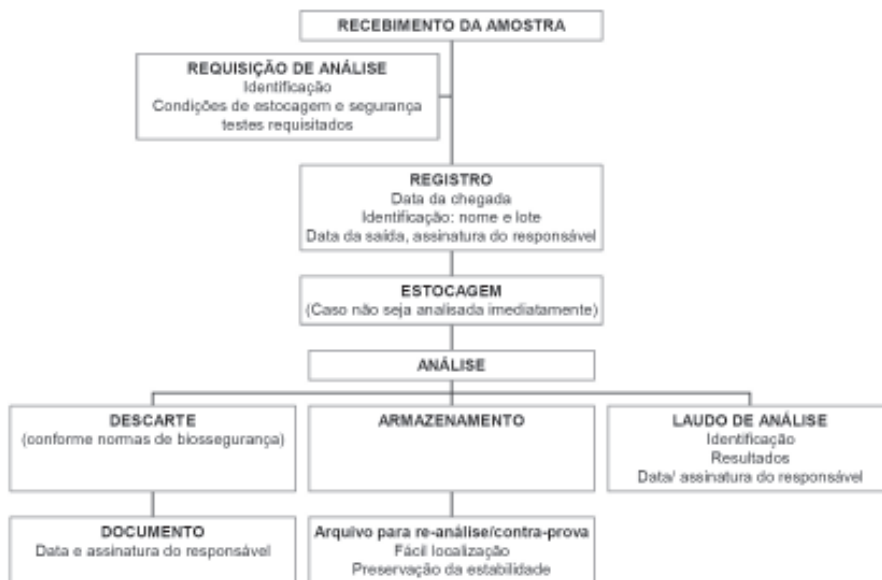 RECEBIMENTO DA AMOSTRA
REQUISIÇÃO DE ANÁLISE
Identificação
Condições de estocagem e segurança
testes requisitados
REGISTRO
Data da chegada
Identificação: nome e lote
Data da saída, assinatura do responsável
ESTOCAGEM
(Caso não seja analisada imediatamente)
ANÁLISE
DESCARTE
(conforme normas de biossegurança)
ARMAZENAMENTO
LAUDO DE ANÁLISE
Identificação
Resultados
Data/ assinatura do responsável
DOCUMENTO
Data e assinatura do responsável
Arquivo para re-análise/contra-prova
Fácil localização
Preservação da estabilidade